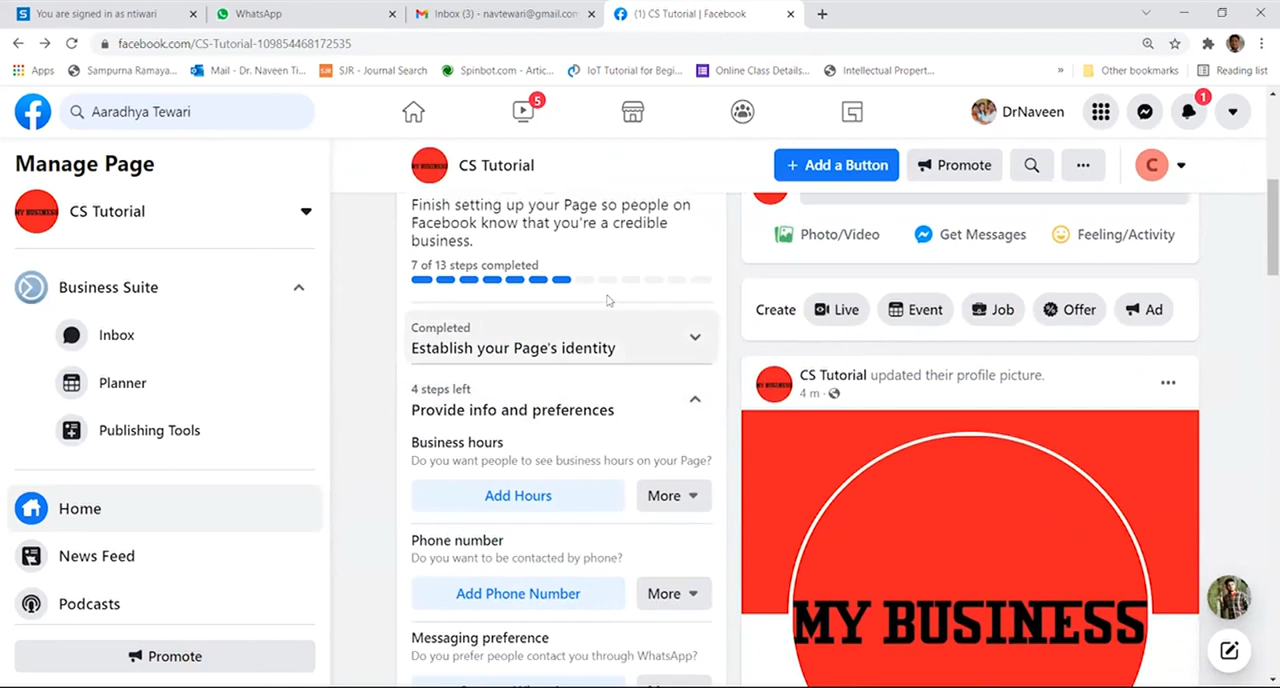 You are signed in as ntiwari
WhatsApp
Inbox (3) - navtewari@gmail.com
(1) CS Tutorial | Facebook
facebook.com/CS-Tutorial-109854468172535
Apps
Sampurna Ramaya...
Mail - Dr. Naveen Ti...
SJR
SJR - Journal Search
Spinbot.com - Artic...
IoT Tutorial for Begi...
Online Class Details...
Intellectual Propert...
»
Other bookmarks
Reading list
Aaradhya Tewari
5
DrNaveen
1
Manage Page
MY BUSINESS
CS Tutorial
Business Suite
Inbox
Planner
Publishing Tools
Home
News Feed
Podcasts
Promote
MY BUSINESS
CS Tutorial
+ Add a Button
Promote
...
C
Finish setting up your Page so people on
Facebook know that you're a credible
business.
7 of 13 steps completed
Completed
Establish your Page's identity
4 steps left
Provide info and preferences
Business hours
Do you want people to see business hours on your Page?
Add Hours
More
Phone number
Do you want to be contacted by phone?
Add Phone Number
More
Messaging preference
Do you prefer people contact you through WhatsApp?
Photo/Video
Get Messages
Feeling/Activity
Create
Live
Event
Job
Offer
Ad
MY BUSINESS
CS Tutorial updated their profile picture.
4 m ·
...
MY BUSINESS